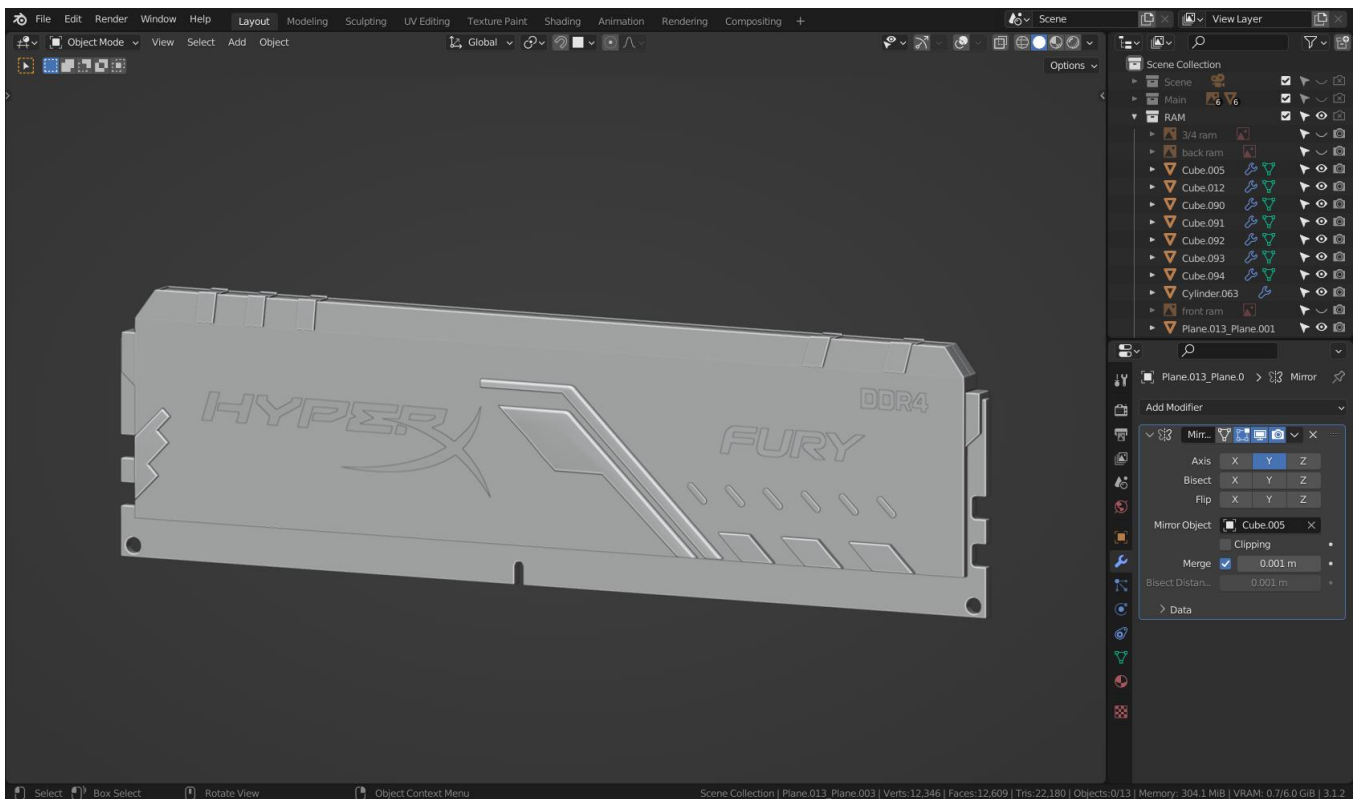 File Edit Render Window Help Layout Modeling Sculpting UV Editing Texture Paint Shading Animation Rendering Compositing + Scene View Layer
Object Mode View Select Add Object Global
Options
Scene Collection
Scene
Main 6 6
RAM
3/4 ram
back ram
Cube.005
Cube.012
Cube.090
Cube.091
Cube.092
Cube.093
Cube.094
Cylinder.063
front ram
Plane.013_Plane.001
Plane.013_Plane.0 > Mirror
Add Modifier
Mirr...
Axis X Y Z
Bisect X Y Z
Flip X Y Z
Mirror Object Cube.005
Clipping
Merge 0.001 m
Bisect Distan... 0.001 m
Data
HYPERX
DDR4
FURY
Select Box Select Rotate View Object Context Menu Scene Collection | Plane.013_Plane.003 | Verts:12,346 | Faces:12,609 | Tris:22,180 | Objects:0/13 | Memory: 304.1 MiB | VRAM: 0.7/6.0 GiB | 3.1.2